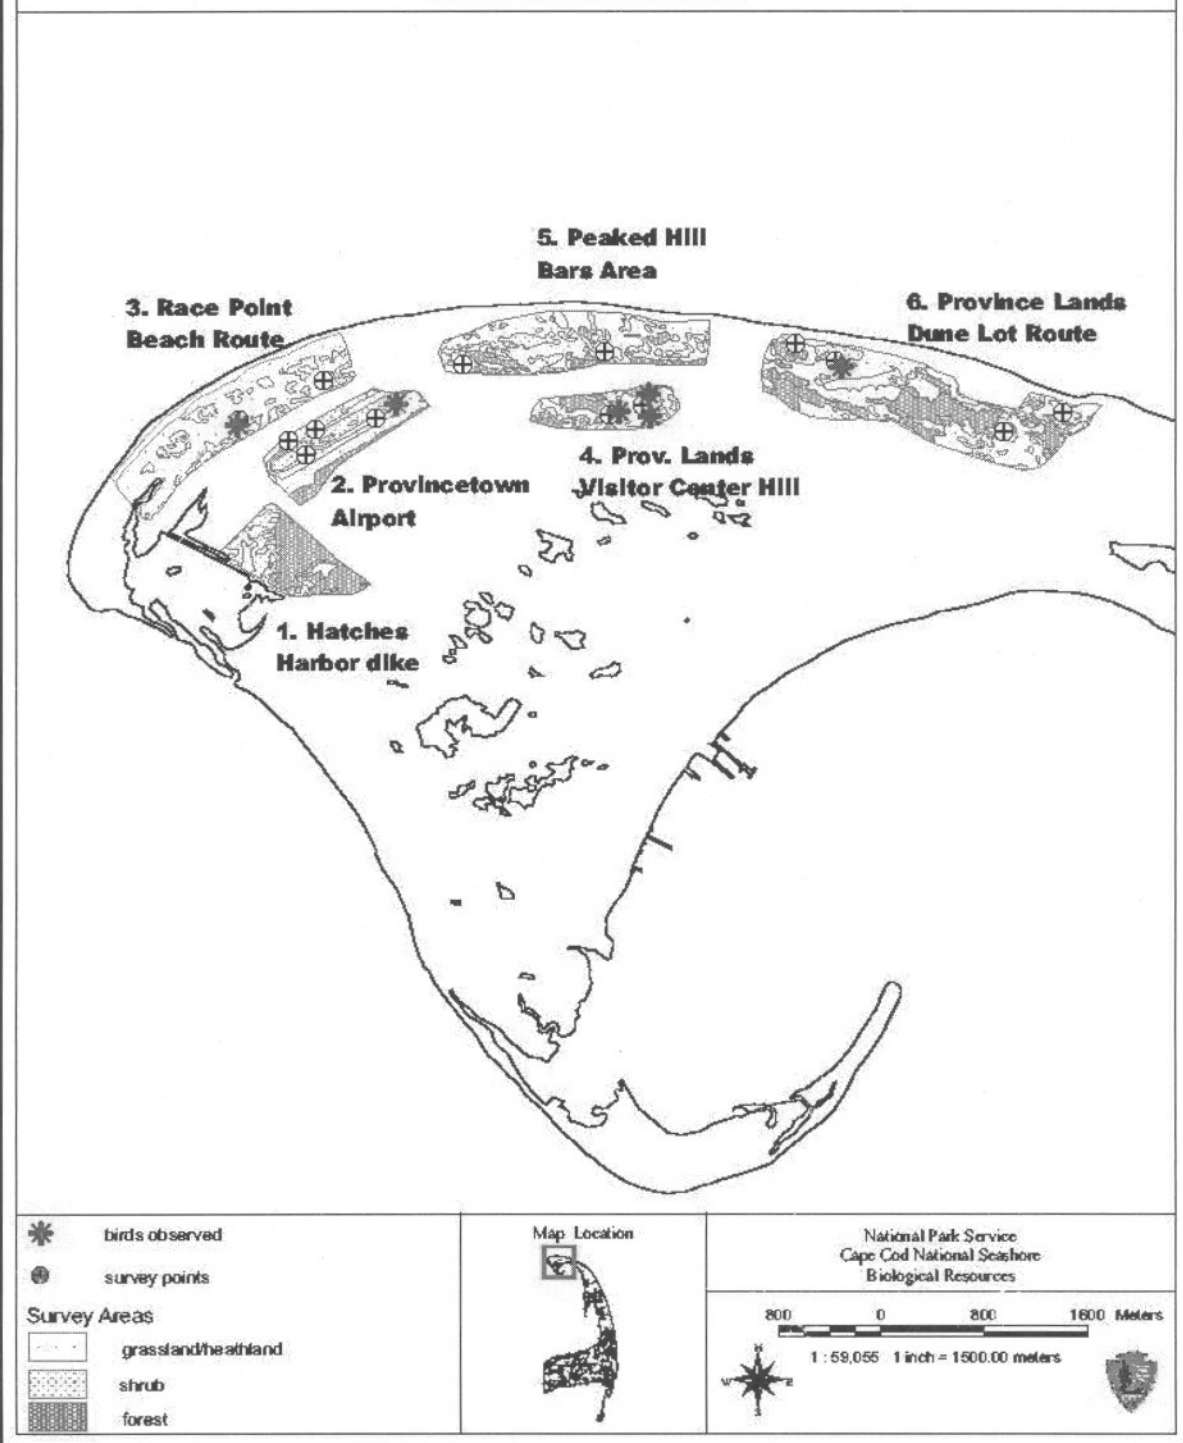 5. Peaked Hill
Bars Area
3. Race Point
Beach Route
6. Province Lands
Dune Lot Route
4. Prov. Lands
Visitor Center Hill
2. Provincetown
Airport
1. Hatches
Harbor dike
birds observed
survey points
Survey Areas
grassland/heathland
shrub
forest
Map Location
National Park Service
Cape Cod National Seashore
Biological Resources
800 0 800 1600 Meters
1 : 59,055 1 inch = 1500.00 meters
N
W E
S